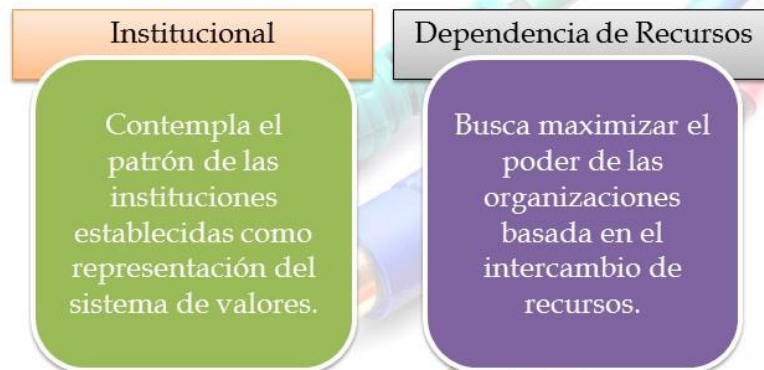 Institucional
Contempla el
patrón de las
instituciones
establecidas como
representación del
sistema de valores.
Dependencia de Recursos
Busca maximizar el
poder de las
organizaciones
basada en el
intercambio de
recursos.